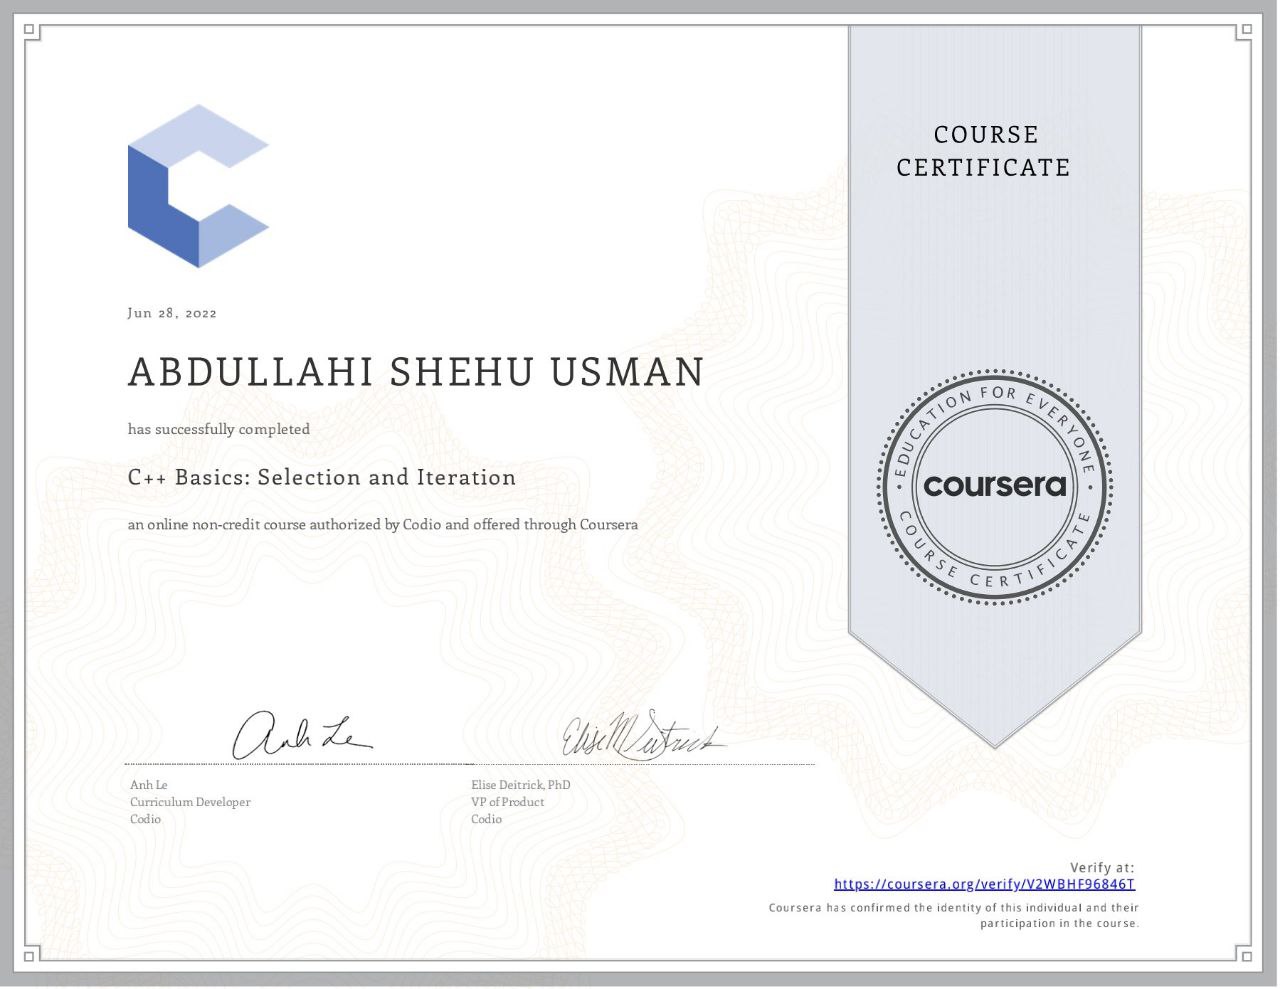 COURSE
CERTIFICATE
Jun 28, 2022
ABDULLAHI SHEHU USMAN
has successfully completed
C++ Basics: Selection and Iteration
an online non-credit course authorized by Codio and offered through Coursera
EDUCATION FOR EVERYONE
coursera
COURSE CERTIFICATE
Anh Le
Elise M Deitrick
Anh Le
Curriculum Developer
Codio
Elise Deitrick, PhD
VP of Product
Codio
Verify at:
https://coursera.org/verify/V2WBHF96846T
Coursera has confirmed the identity of this individual and their
participation in the course.